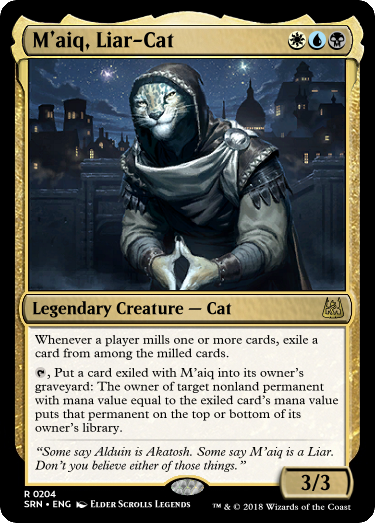 M'aiq, Liar-Cat
Legendary Creature — Cat
Whenever a player mills one or more cards, exile a
card from among the milled cards.
, Put a card exiled with M'aiq into its owner's
graveyard: The owner of target nonland permanent
with mana value equal to the exiled card's mana value
puts that permanent on the top or bottom of its
owner's library.
“Some say Alduin is Akatosh. Some say M'aiq is a Liar.
Don't you believe either of those things.”
3/3
R 0204
SRN • ENG Elder Scrolls Legends
™ & © 2018 Wizards of the Coast